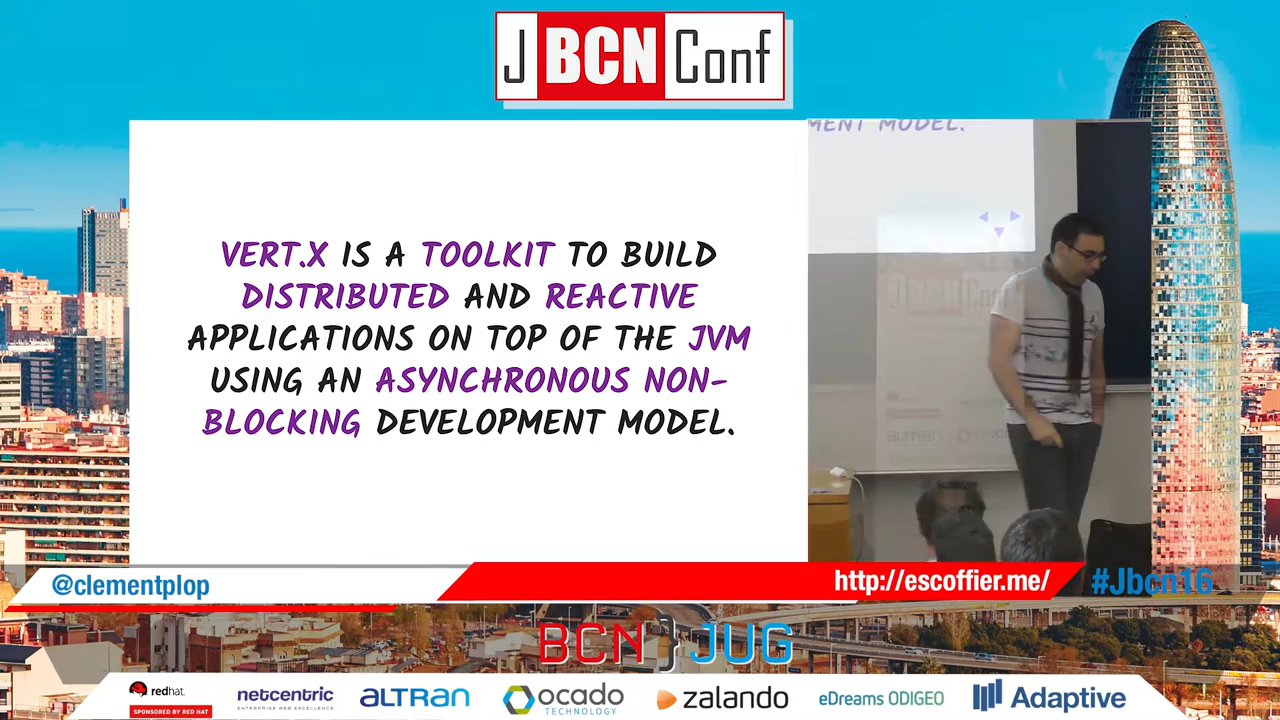 J BCN Conf
MENT MODEL.
VERT.X IS A TOOLKIT TO BUILD
DISTRIBUTED AND REACTIVE
APPLICATIONS ON TOP OF THE JVM
USING AN ASYNCHRONOUS NON-
BLOCKING DEVELOPMENT MODEL.
@clementplop
http://escoffier.me/
#Jbcn16
BCN JUG
redhat.
SPONSORED BY RED HAT
netcentric
ENTERPRISE WEB EXCELLENCE
ALTRAN
ocado
TECHNOLOGY
zalando
eDreams ODIGEO
Adaptive